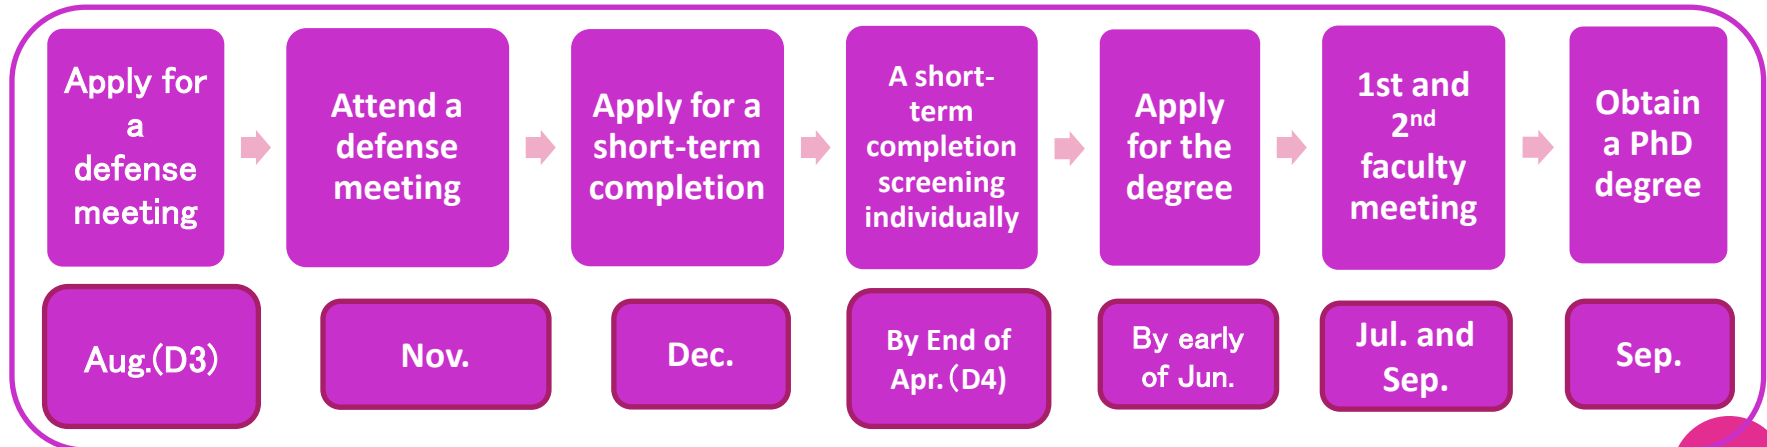 Apply for
a
defense
meeting
Attend a
defense
meeting
Apply for a
short-term
completion
A short-
term
completion
screening
individually
Apply
for the
degree
1st and
2nd
faculty
meeting
Obtain
a PhD
degree
Aug.(D3)
Nov.
Dec.
By End of
Apr.(D4)
By early
of Jun.
Jul. and
Sep.
Sep.